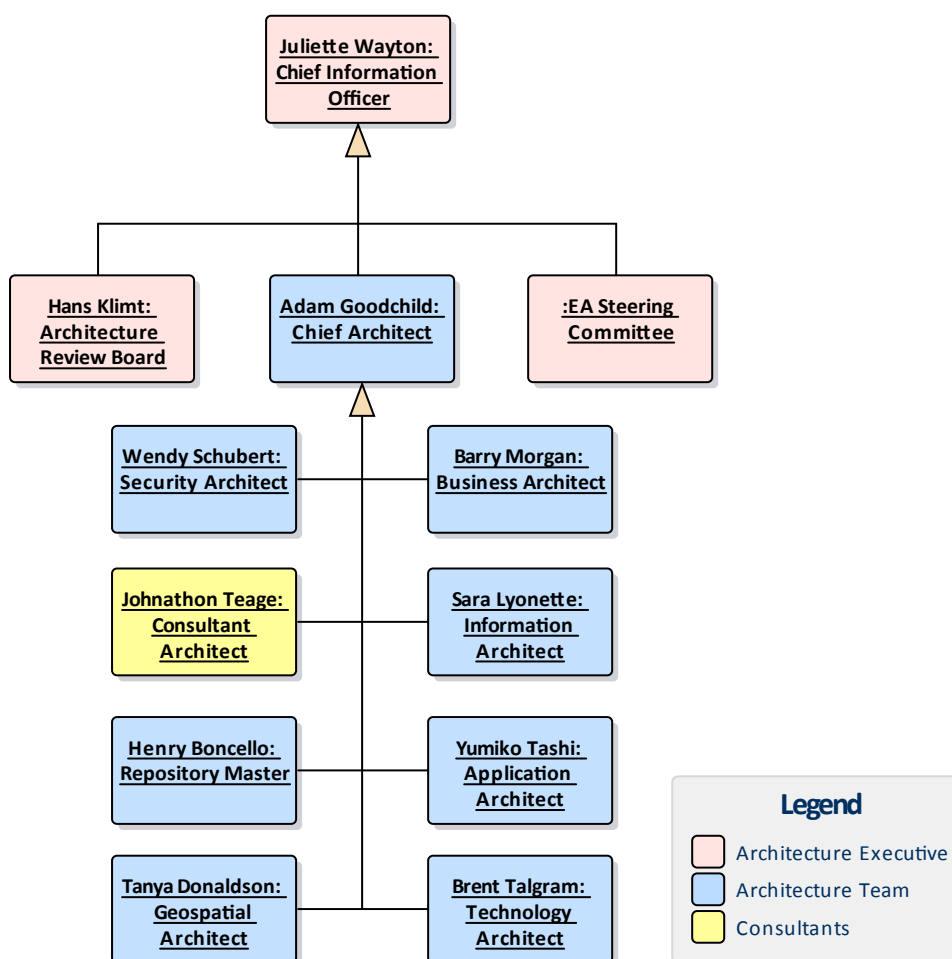 Juliette Wayton:
Chief Information
Officer
Hans Klimt:
Architecture
Review Board
Adam Goodchild:
Chief Architect
:EA Steering
Committee
Wendy Schubert:
Security Architect
Barry Morgan:
Business Architect
Johnathon Teage:
Consultant
Architect
Sara Lyonette:
Information
Architect
Henry Boncello:
Repository Master
Yumiko Tashi:
Application
Architect
Tanya Donaldson:
Geospatial
Architect
Brent Talgram:
Technology
Architect
Legend
Architecture Executive
Architecture Team
Consultants